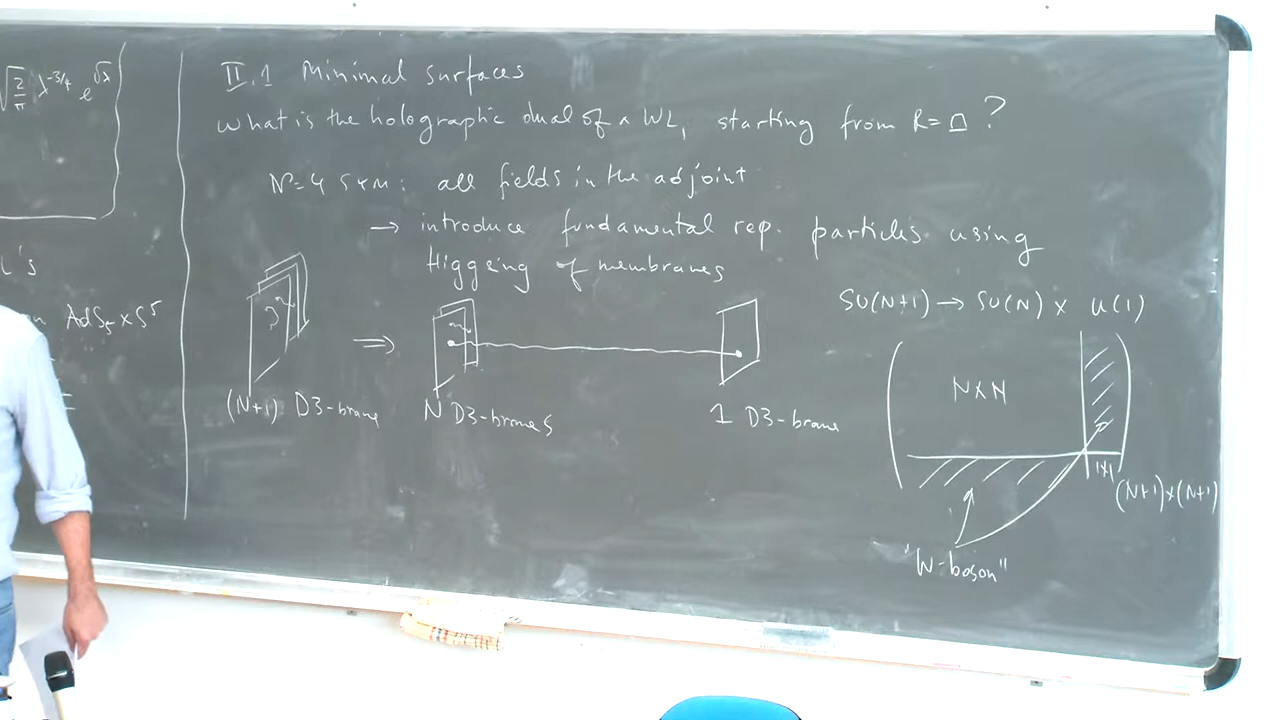 √2/π λ^-3/4 e^√λ
's
AdS₅ × S⁵
II.1 Minimal surfaces
What is the holographic dual of a WL, starting from R=□ ?
N=4 SYM: all fields in the adjoint
→ introduce fundamental rep. particles using
Higgsing of membranes
(N+1) D3-brane
⇒
N D3-branes
1 D3-brane
SU(N+1) → SU(N) × U(1)
N×N
1×1
(N+1)×(N+1)
"W-boson"